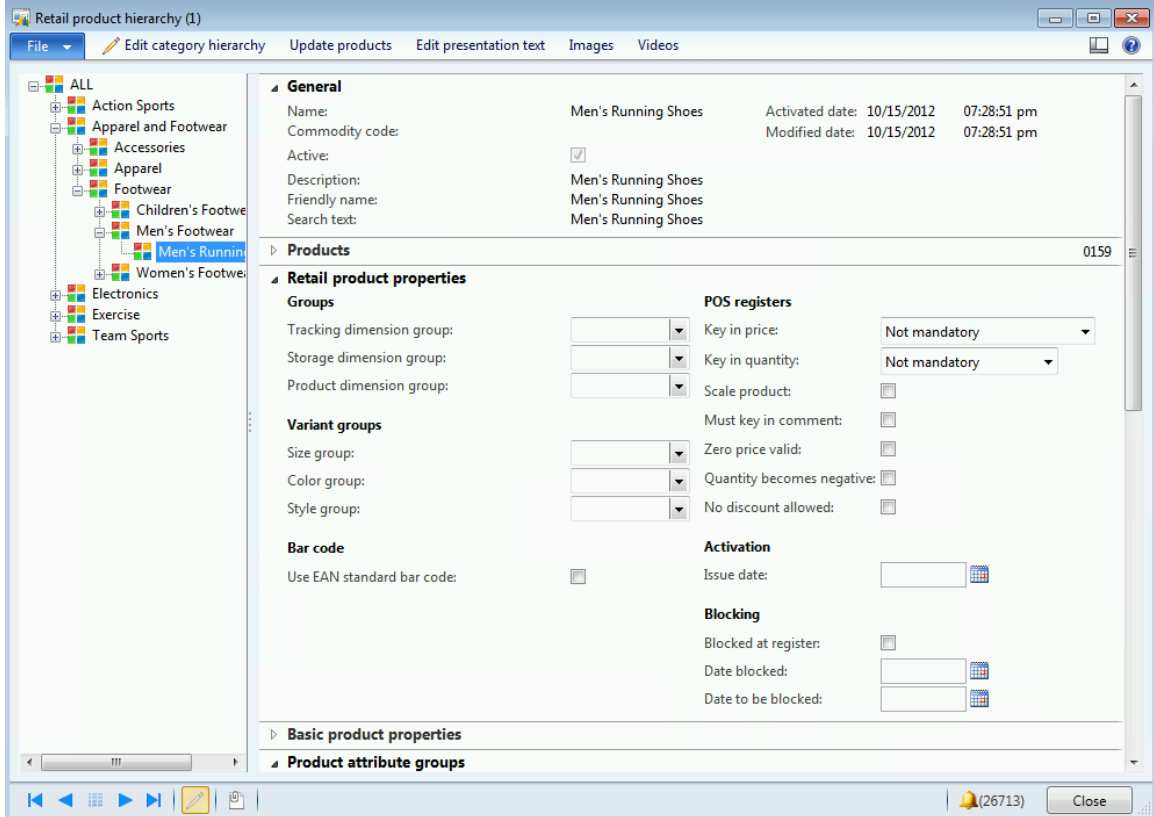 Retail product hierarchy (1)
File Edit category hierarchy Update products Edit presentation text Images Videos
ALL
Action Sports
Apparel and Footwear
Accessories
Apparel
Footwear
Children's Footwe
Men's Footwear
Men's Runnin
Women's Footwe
Electronics
Exercise
Team Sports
General
Name: Men's Running Shoes Activated date: 10/15/2012 07:28:51 pm
Commodity code: Modified date: 10/15/2012 07:28:51 pm
Active:
Description: Men's Running Shoes
Friendly name: Men's Running Shoes
Search text: Men's Running Shoes
Products 0159
Retail product properties
Groups
Tracking dimension group:
Storage dimension group:
Product dimension group:
Variant groups
Size group:
Color group:
Style group:
Bar code
Use EAN standard bar code:
POS registers
Key in price: Not mandatory
Key in quantity: Not mandatory
Scale product:
Must key in comment:
Zero price valid:
Quantity becomes negative:
No discount allowed:
Activation
Issue date:
Blocking
Blocked at register:
Date blocked:
Date to be blocked:
Basic product properties
Product attribute groups
(26713) Close